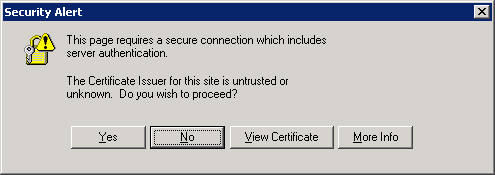 Security Alert
This page requires a secure connection which includes
server authentication.
The Certificate Issuer for this site is untrusted or
unknown.  Do you wish to proceed?
Yes No View Certificate More Info